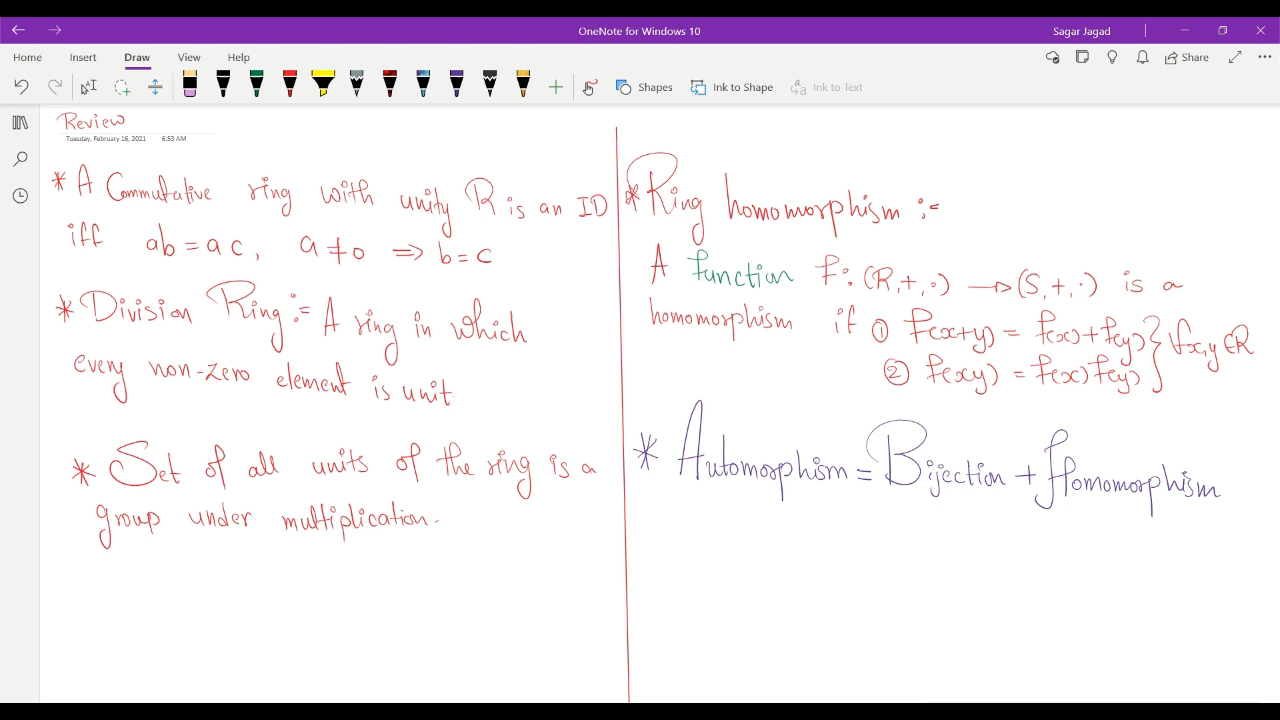 OneNote for Windows 10
Sagar Jagad
Home Insert Draw View Help
Share
Shapes Ink to Shape Ink to Text
Review
Tuesday, February 16, 2021 6:53 AM
* A Commutative ring with unity R is an ID
iff ab = ac, a ≠ 0 ⇒ b = c
* Division Ring := A ring in which
every non-zero element is unit.
* Set of all units of the ring is a
group under multiplication.
* Ring homomorphism :=
A function f: (R,+,·) → (S,+,·) is a
homomorphism if ① f(x+y) = f(x)+f(y) } ∀x,y∈R
② f(xy) = f(x)f(y)
* Automorphism = Bijection + Homomorphism